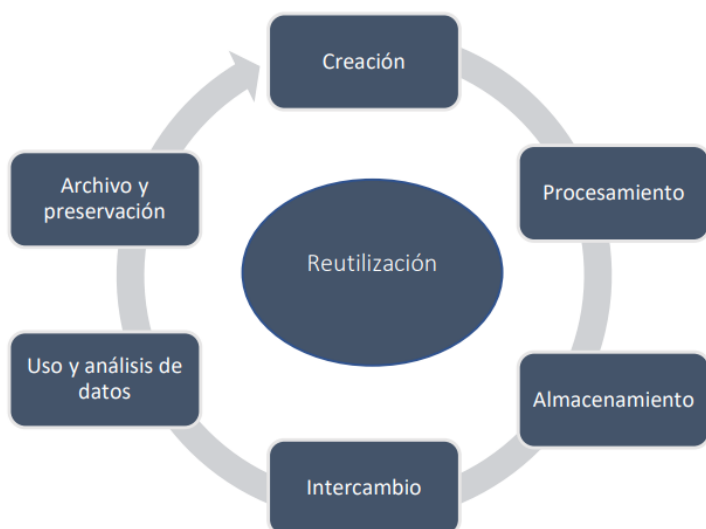 Creación
Procesamiento
Almacenamiento
Intercambio
Uso y análisis de
datos
Archivo y
preservación
Reutilización